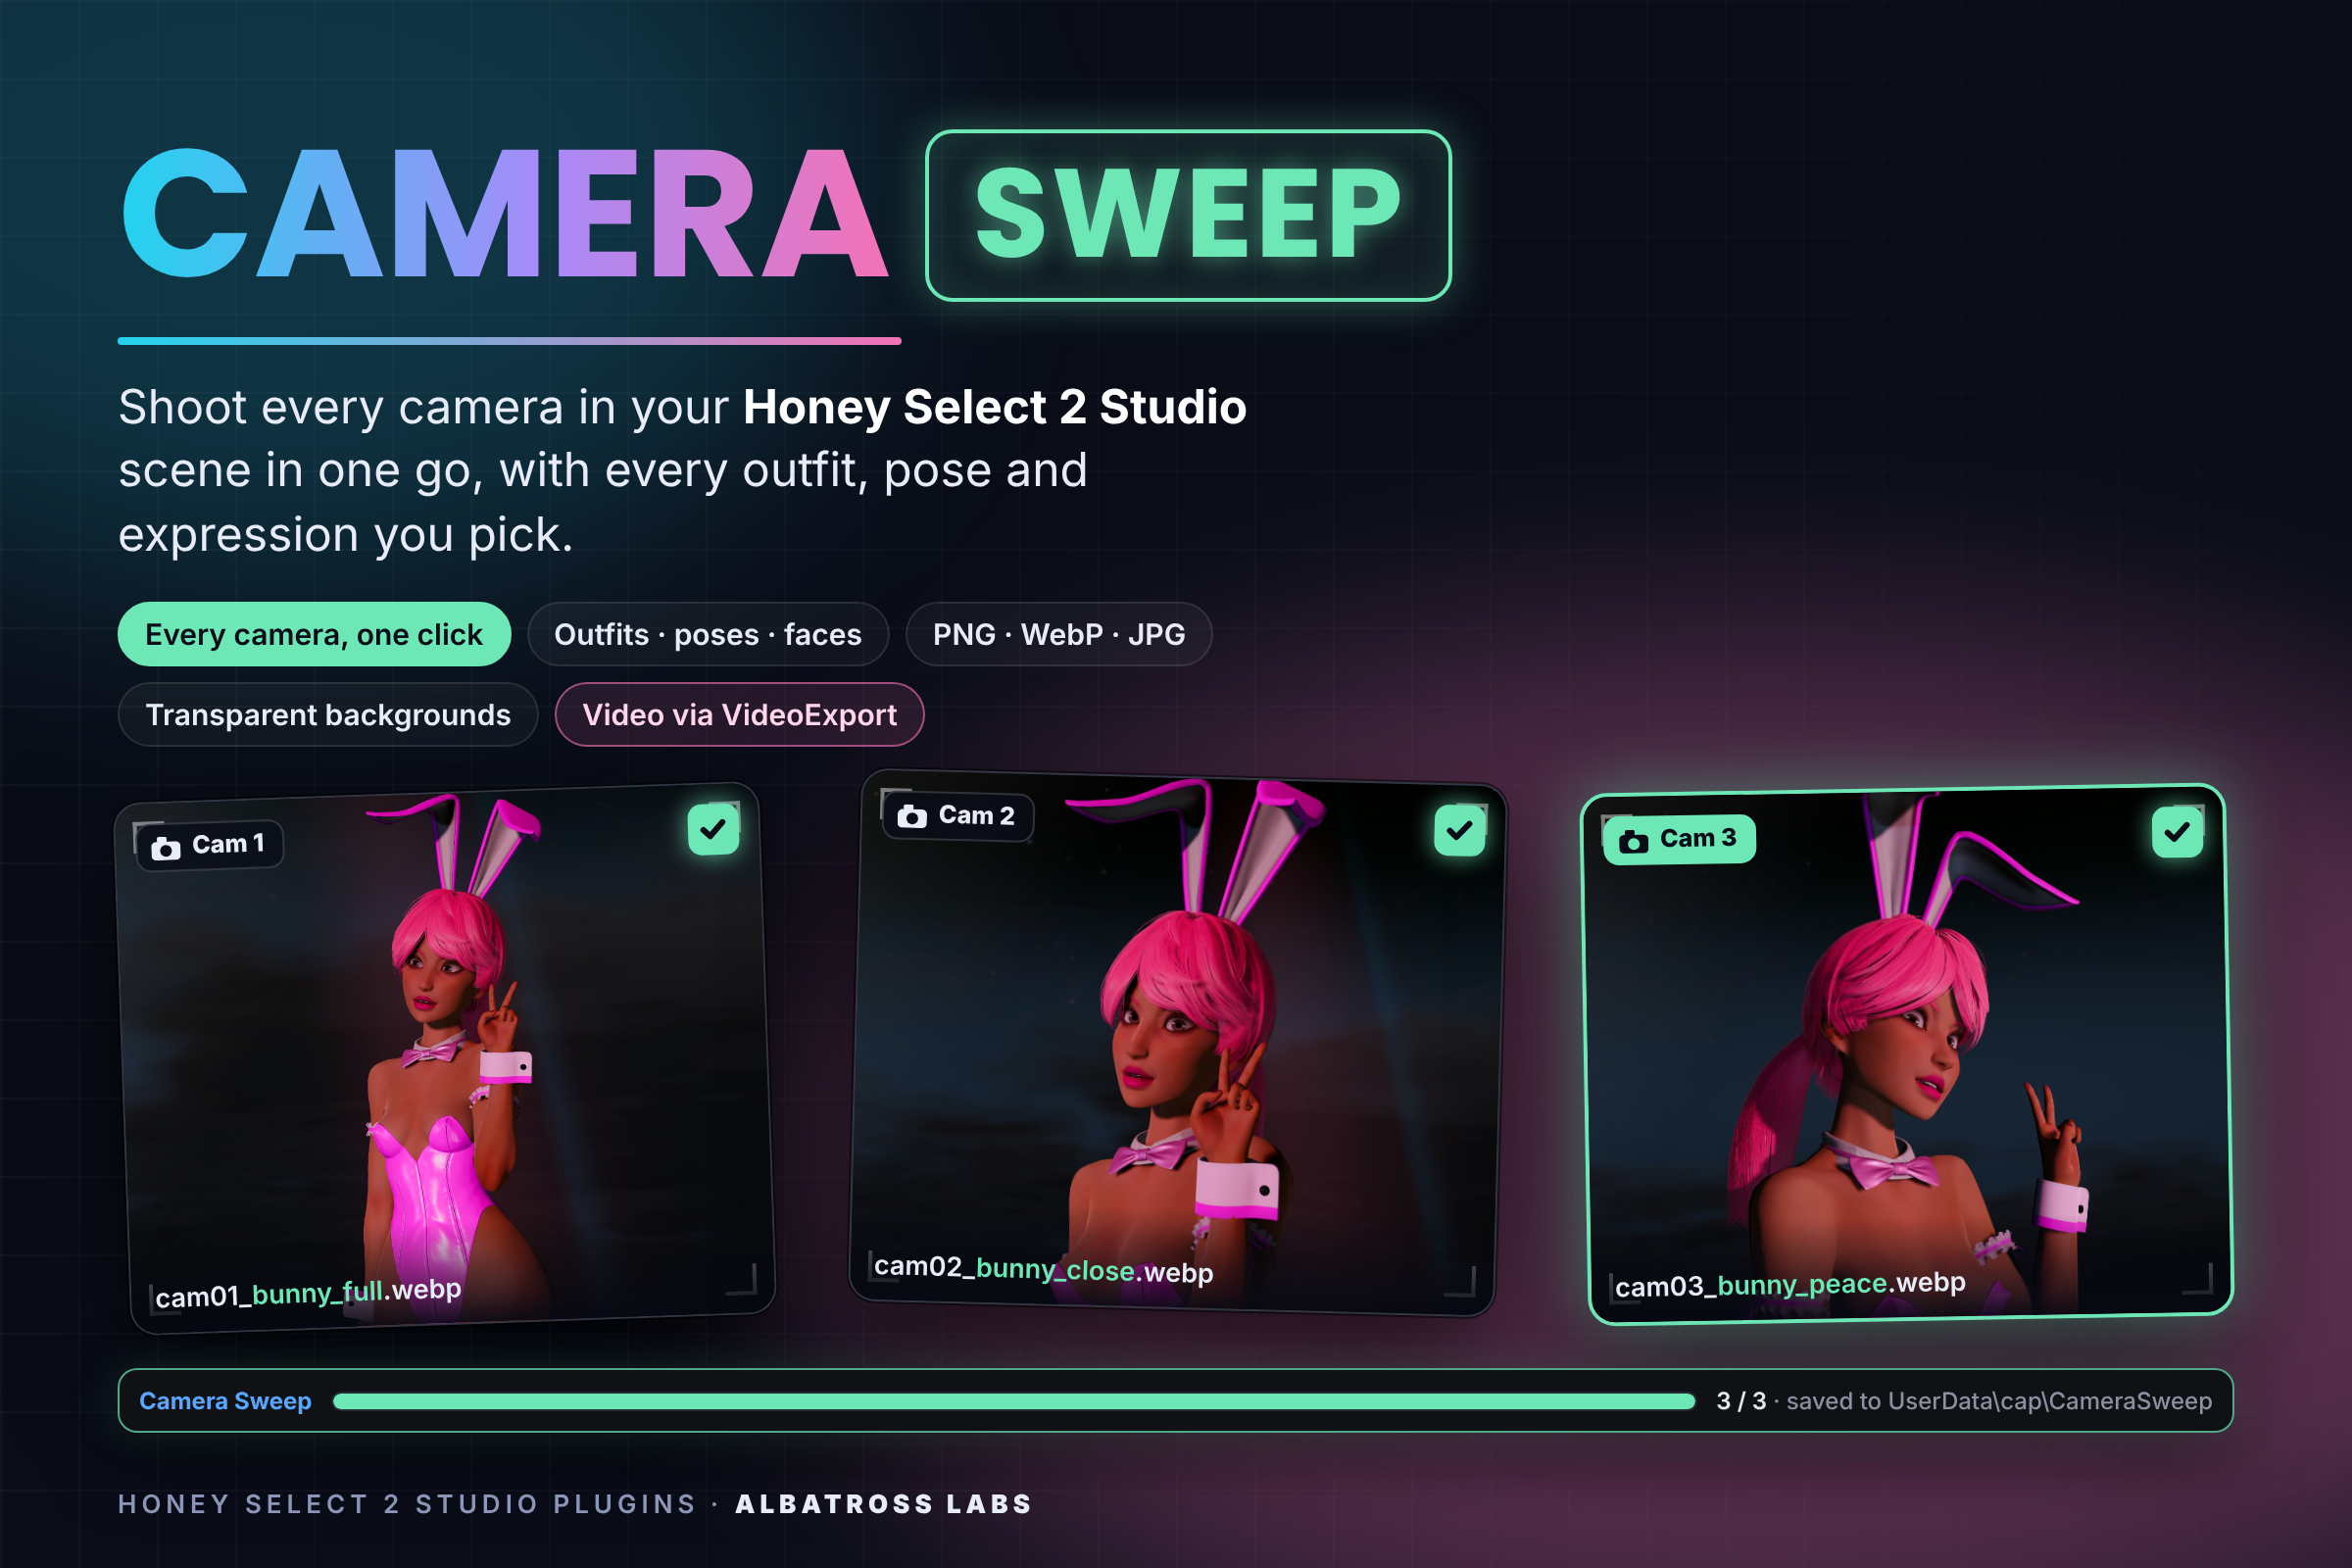 CAMERA SWEEP
Shoot every camera in your Honey Select 2 Studio
scene in one go, with every outfit, pose and
expression you pick.
Every camera, one click
Outfits · poses · faces
PNG · WebP · JPG
Transparent backgrounds
Video via VideoExport
Cam 1
cam01_bunny_full.webp
Cam 2
cam02_bunny_close.webp
Cam 3
cam03_bunny_peace.webp
Camera Sweep
3 / 3 · saved to UserData\cap\CameraSweep
HONEY SELECT 2 STUDIO PLUGINS · ALBATROSS LABS